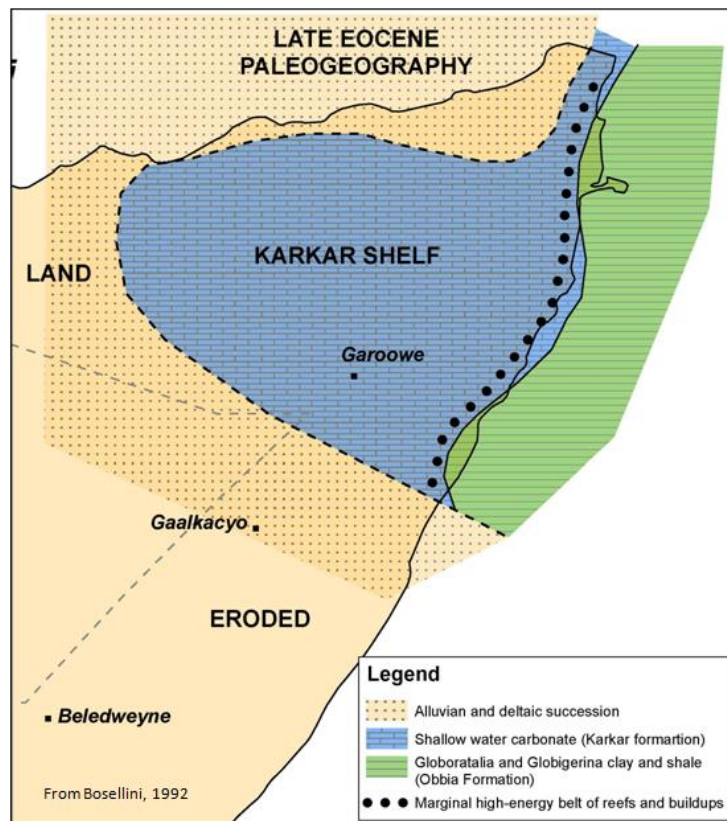 LATE EOCENE
PALEOGEOGRAPHY
i
KARKAR SHELF
LAND
Garoowe
Gaalkacyo
ERODED
Beledweyne
From Bosellini, 1992
Legend
Alluvian and deltaic succession
Shallow water carbonate (Karkar formartion)
Globoratalia and Globigerina clay and shale
(Obbia Formation)
Marginal high-energy belt of reefs and buildups